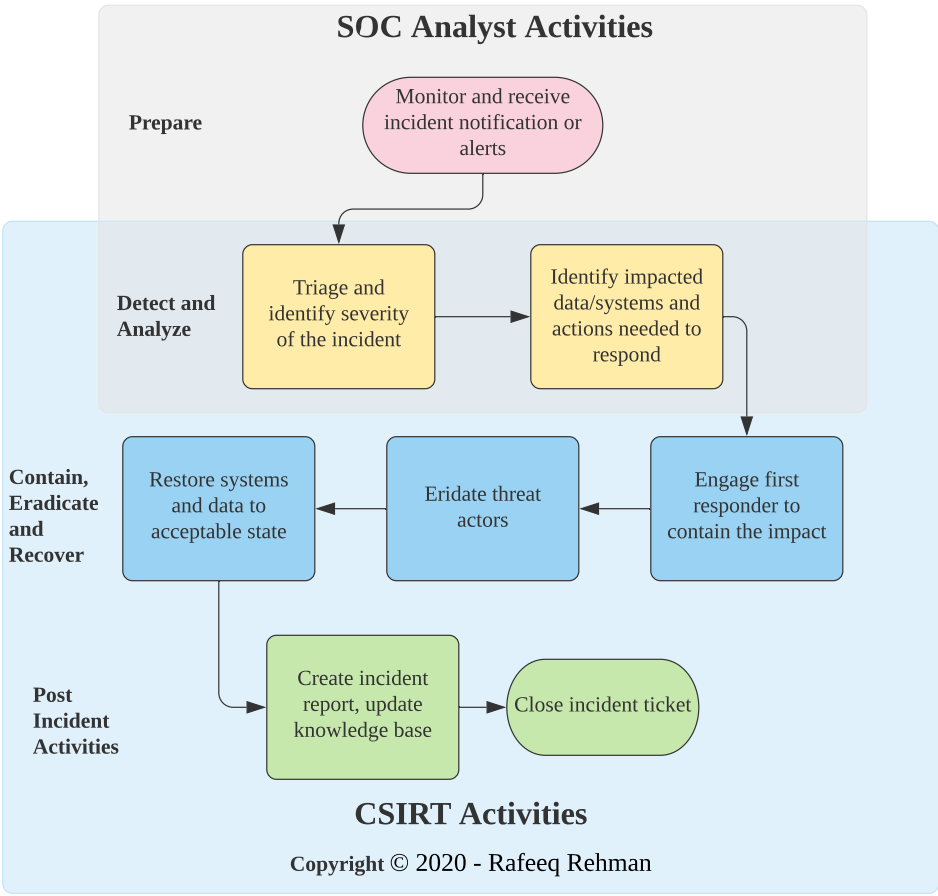 SOC Analyst Activities
Prepare
Monitor and receive
incident notification or
alerts
Detect and
Analyze
Triage and
identify severity
of the incident
Identify impacted
data/systems and
actions needed to
respond
Contain,
Eradicate
and
Recover
Restore systems
and data to
acceptable state
Eridate threat
actors
Engage first
responder to
contain the impact
Post
Incident
Activities
Create incident
report, update
knowledge base
Close incident ticket
CSIRT Activities
Copyright © 2020 - Rafeeq Rehman